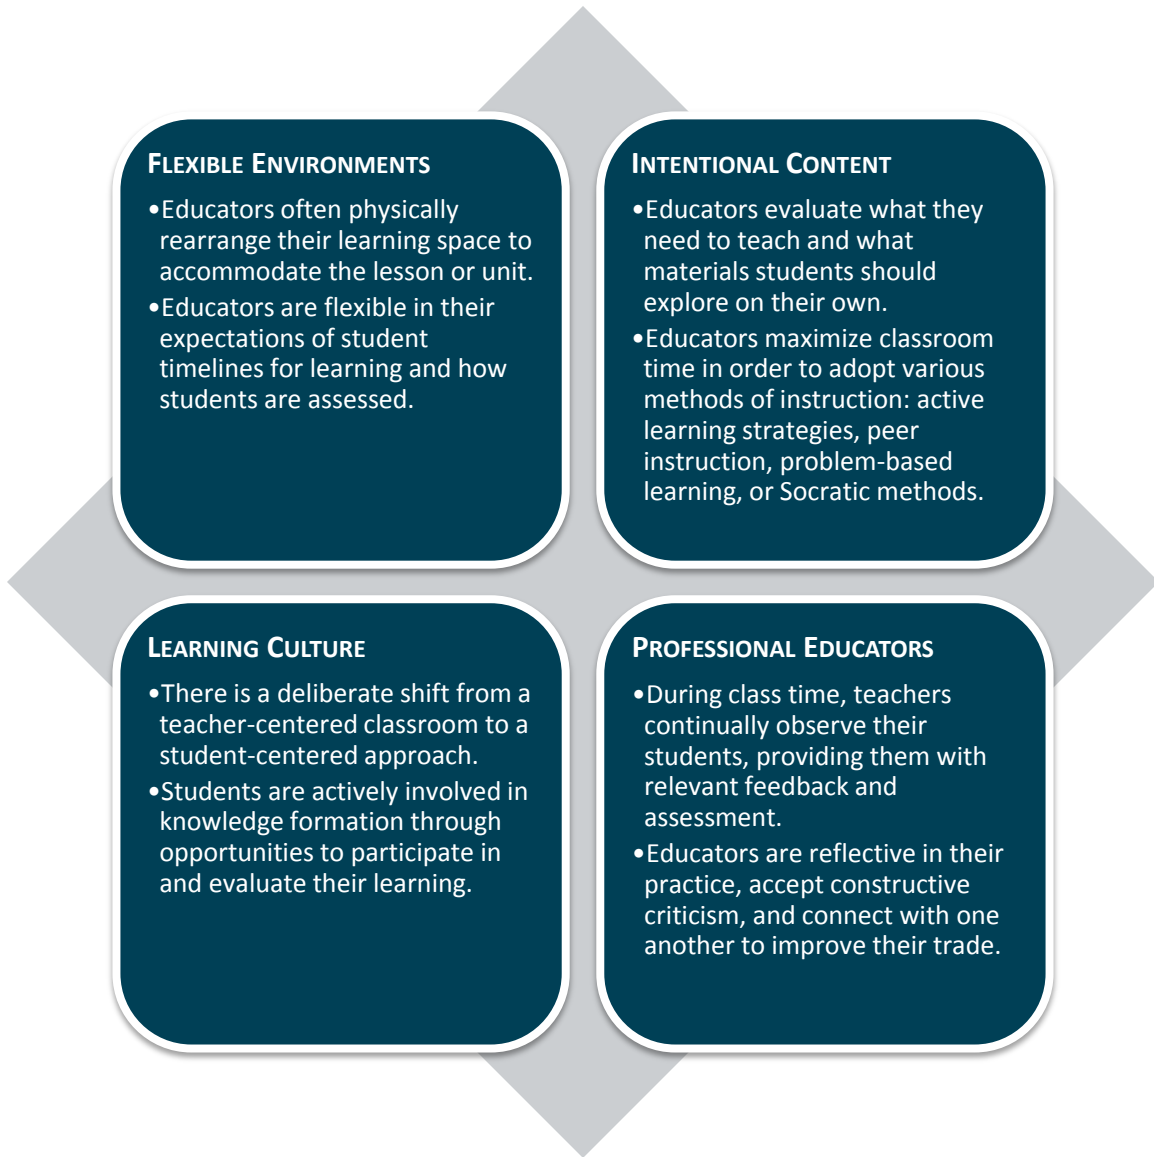 FLEXIBLE ENVIRONMENTS
•Educators often physically
rearrange their learning space to
accommodate the lesson or unit.
•Educators are flexible in their
expectations of student
timelines for learning and how
students are assessed.
INTENTIONAL CONTENT
•Educators evaluate what they
need to teach and what
materials students should
explore on their own.
•Educators maximize classroom
time in order to adopt various
methods of instruction: active
learning strategies, peer
instruction, problem-based
learning, or Socratic methods.
LEARNING CULTURE
•There is a deliberate shift from a
teacher-centered classroom to a
student-centered approach.
•Students are actively involved in
knowledge formation through
opportunities to participate in
and evaluate their learning.
PROFESSIONAL EDUCATORS
•During class time, teachers
continually observe their
students, providing them with
relevant feedback and
assessment.
•Educators are reflective in their
practice, accept constructive
criticism, and connect with one
another to improve their trade.